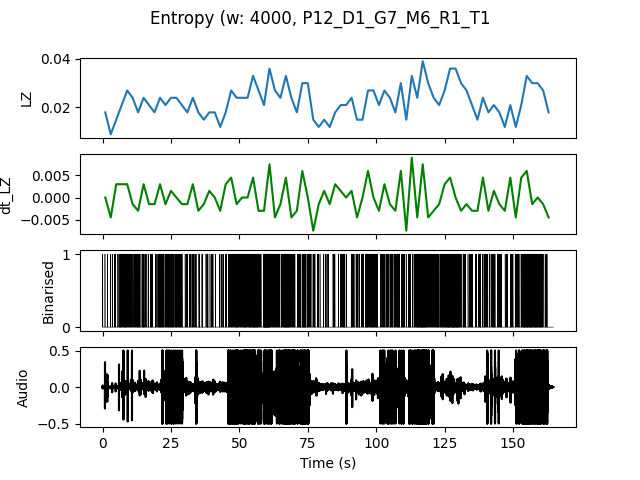 Entropy (w: 4000, P12_D1_G7_M6_R1_T1
0.04
0.02
LZ
0.005
0.000
−0.005
dt_LZ
1
0
Binarised
0.5
0.0
−0.5
Audio
0 25 50 75 100 125 150
Time (s)